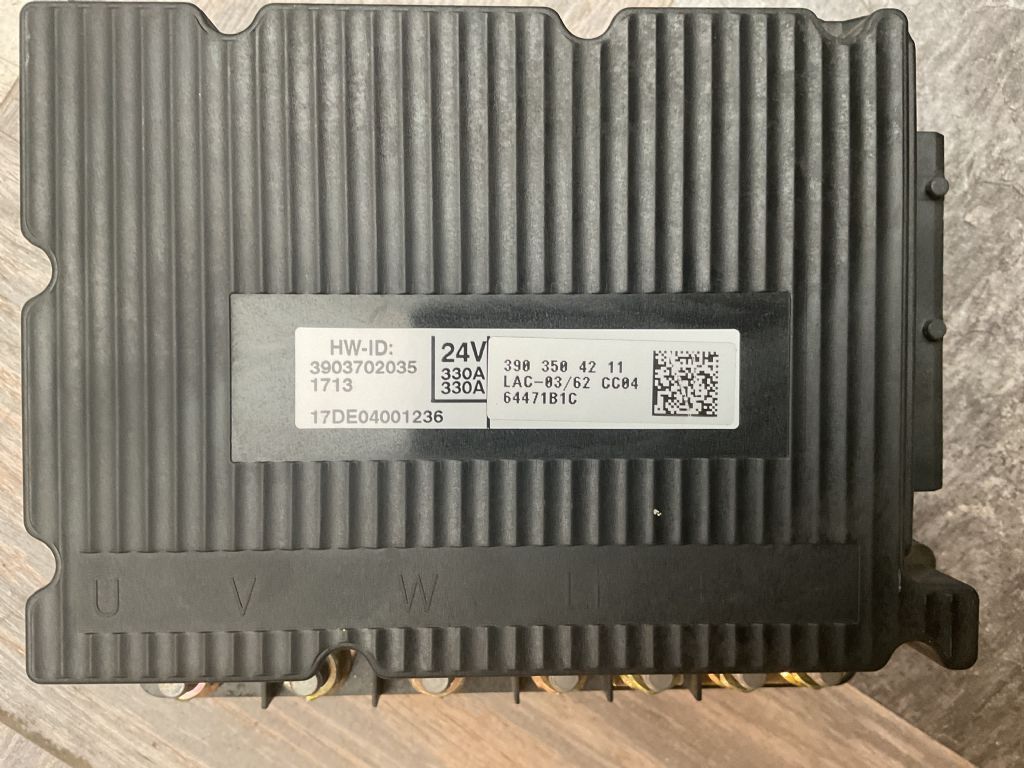 HW-ID:
3903702035
1713
17DE04001236
24V
330A
330A
390 350 42 11
LAC-03/62 CC04
64471B1C
U V W